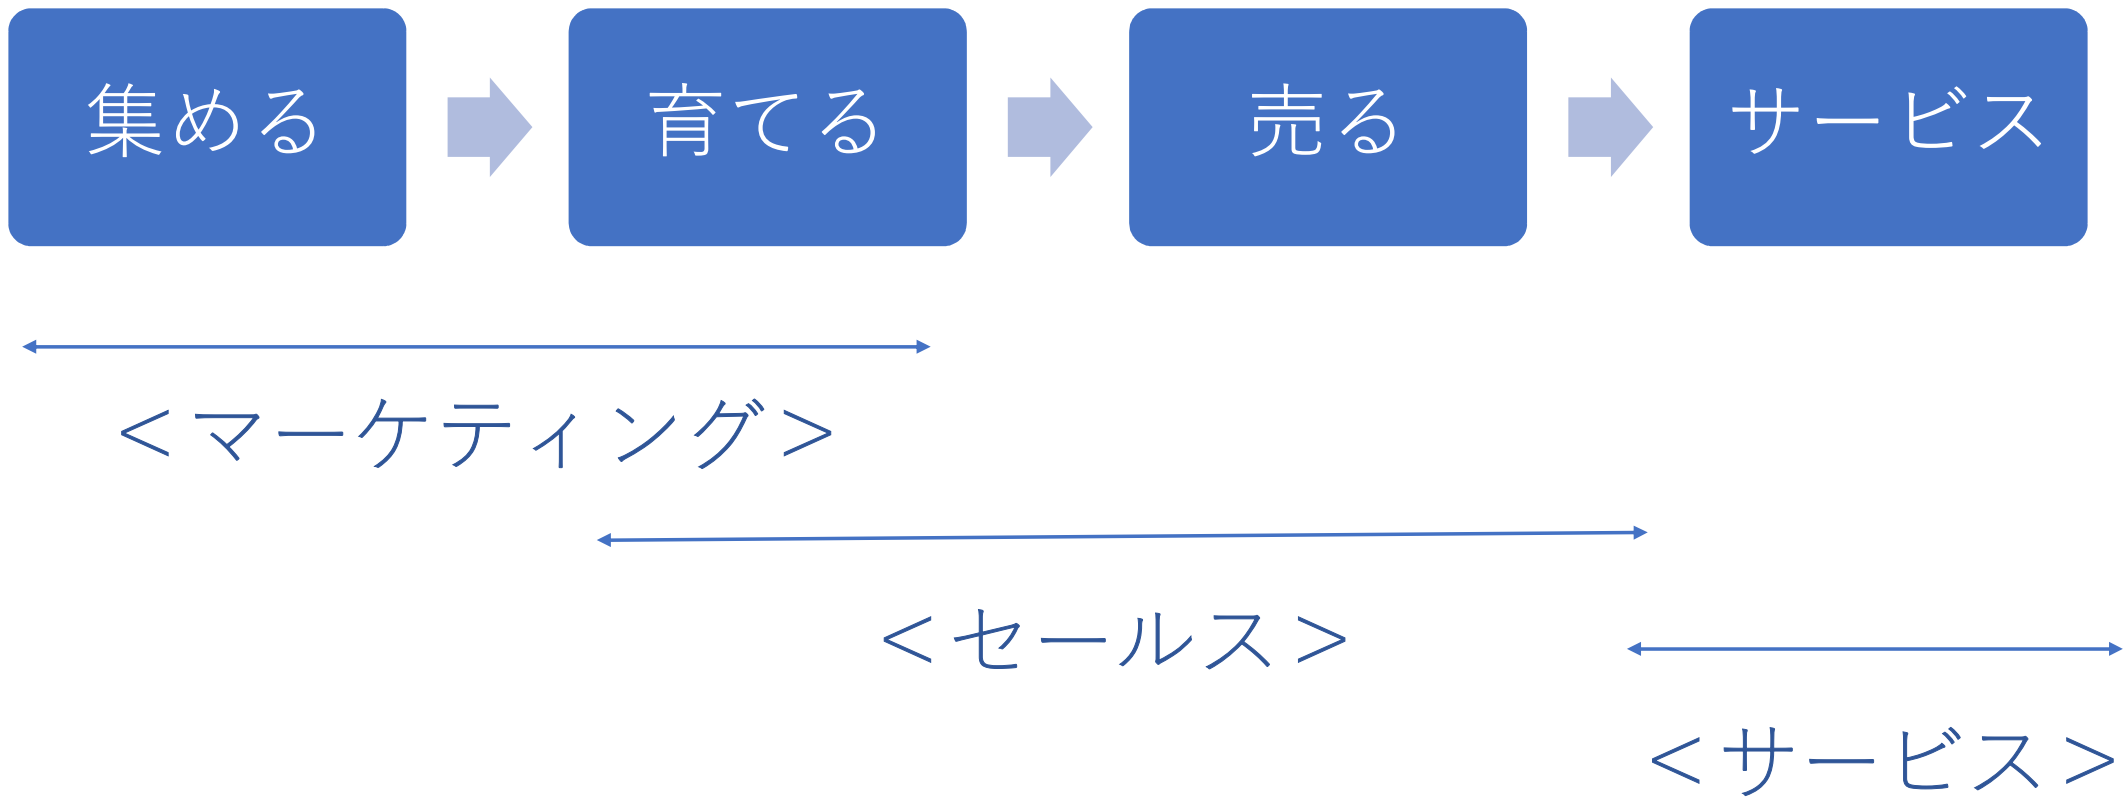 集める
育てる
売る
サービス
＜マーケティング＞
＜セールス＞
＜サービス＞